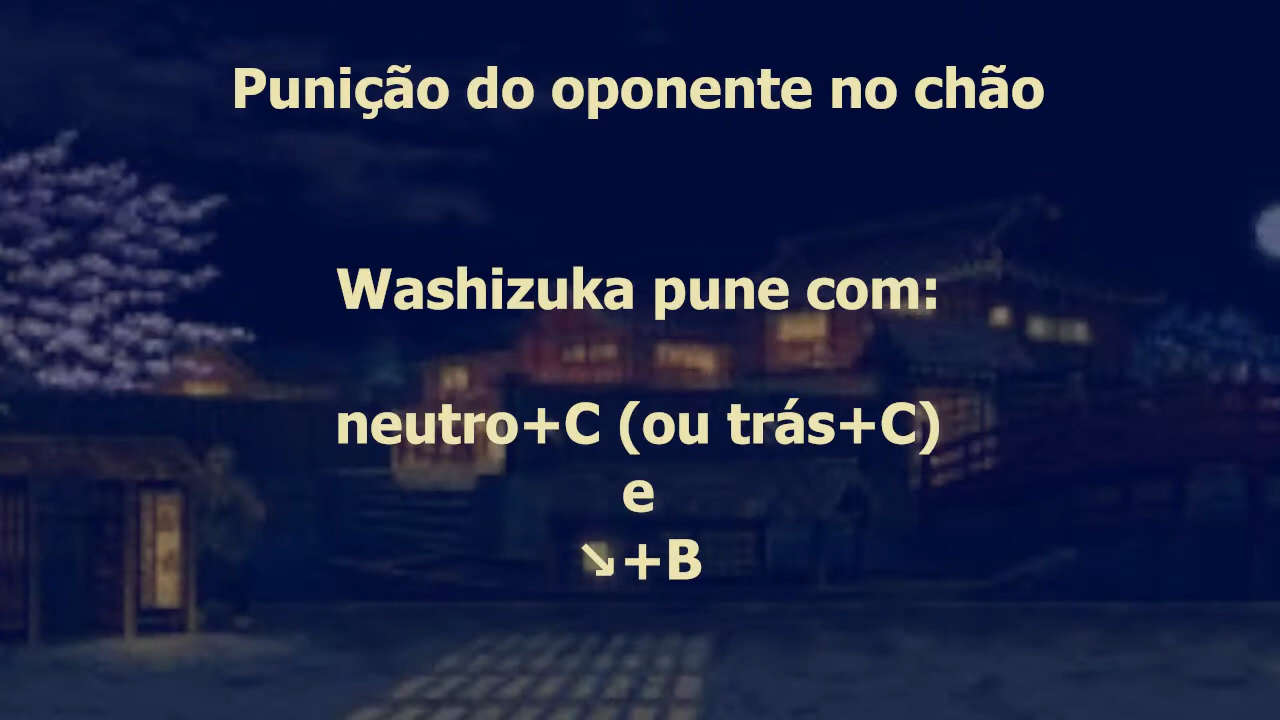 Punição do oponente no chão
Washizuka pune com:
neutro+C (ou trás+C)
e
↘+B